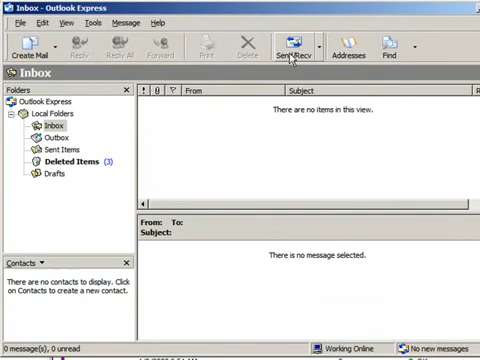 Inbox - Outlook Express
File Edit View Tools Message Help
Create Mail Reply Reply All Forward Print Delete Send/Recv Addresses Find
Inbox
Folders
Outlook Express
Local Folders
Inbox
Outbox
Sent Items
Deleted Items (3)
Drafts
! From Subject
There are no items in this view.
From: To:
Subject:
There is no message selected.
Contacts
There are no contacts to display. Click
on Contacts to create a new contact.
0 message(s), 0 unread Working Online No new messages